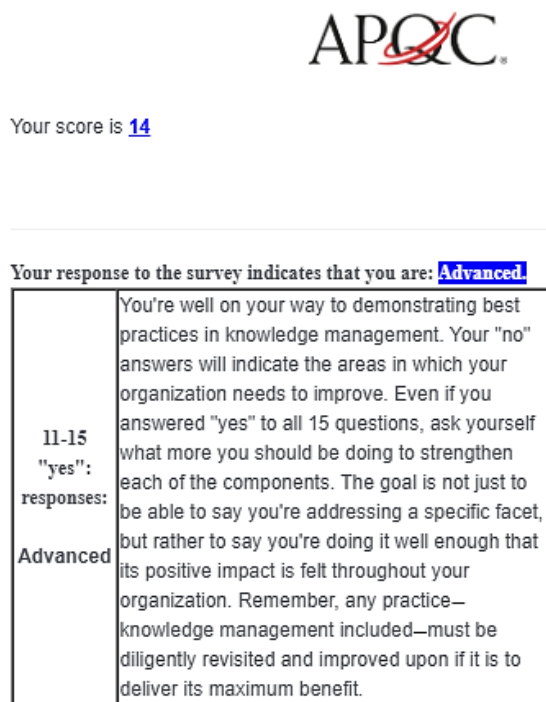 APQC®
Your score is 14
Your response to the survey indicates that you are: Advanced.
11-15
"yes":
responses:
Advanced
You're well on your way to demonstrating best
practices in knowledge management. Your "no"
answers will indicate the areas in which your
organization needs to improve. Even if you
answered "yes" to all 15 questions, ask yourself
what more you should be doing to strengthen
each of the components. The goal is not just to
be able to say you're addressing a specific facet,
but rather to say you're doing it well enough that
its positive impact is felt throughout your
organization. Remember, any practice—
knowledge management included—must be
diligently revisited and improved upon if it is to
deliver its maximum benefit.